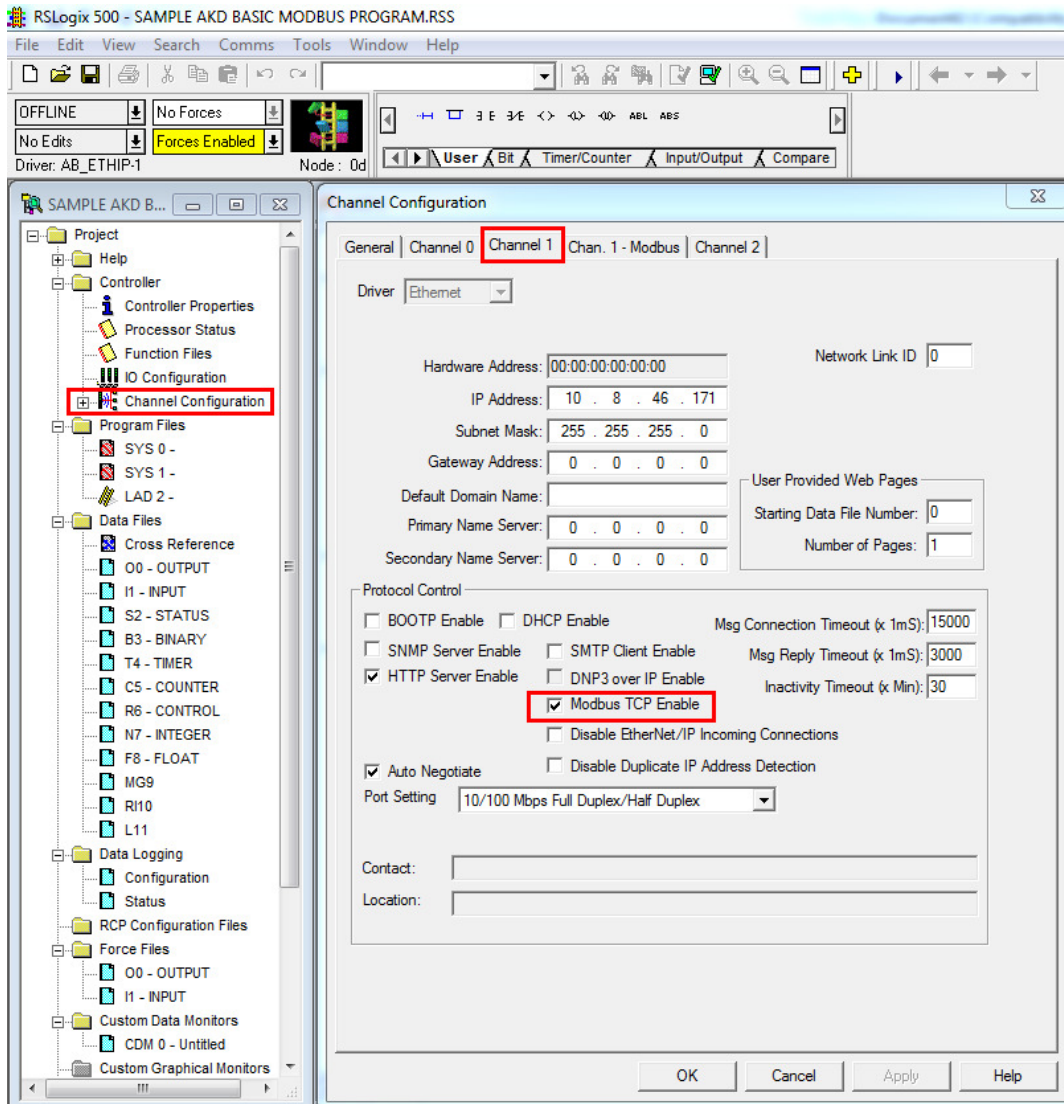 RSLogix 500 - SAMPLE AKD BASIC MODBUS PROGRAM.RSS
File Edit View Search Comms Tools Window Help
OFFLINE No Forces
No Edits Forces Enabled
Driver: AB_ETHIP-1 Node : 0d
ABL ABS
User Bit Timer/Counter Input/Output Compare
SAMPLE AKD B...
Project
Help
Controller
Controller Properties
Processor Status
Function Files
IO Configuration
Channel Configuration
Program Files
SYS 0 -
SYS 1 -
LAD 2 -
Data Files
Cross Reference
O0 - OUTPUT
I1 - INPUT
S2 - STATUS
B3 - BINARY
T4 - TIMER
C5 - COUNTER
R6 - CONTROL
N7 - INTEGER
F8 - FLOAT
MG9
RI10
L11
Data Logging
Configuration
Status
RCP Configuration Files
Force Files
O0 - OUTPUT
I1 - INPUT
Custom Data Monitors
CDM 0 - Untitled
Custom Graphical Monitors
Channel Configuration
General Channel 0 Channel 1 Chan. 1 - Modbus Channel 2
Driver Ethernet
Hardware Address: 00:00:00:00:00:00 Network Link ID 0
IP Address: 10 . 8 . 46 . 171
Subnet Mask: 255 . 255 . 255 . 0
Gateway Address: 0 . 0 . 0 . 0
Default Domain Name:
Primary Name Server: 0 . 0 . 0 . 0
Secondary Name Server: 0 . 0 . 0 . 0
User Provided Web Pages
Starting Data File Number: 0
Number of Pages: 1
Protocol Control
BOOTP Enable DHCP Enable Msg Connection Timeout (x 1mS): 15000
SNMP Server Enable SMTP Client Enable Msg Reply Timeout (x 1mS): 3000
HTTP Server Enable DNP3 over IP Enable Inactivity Timeout (x Min): 30
Modbus TCP Enable
Disable EtherNet/IP Incoming Connections
Auto Negotiate Disable Duplicate IP Address Detection
Port Setting 10/100 Mbps Full Duplex/Half Duplex
Contact:
Location:
OK Cancel Apply Help